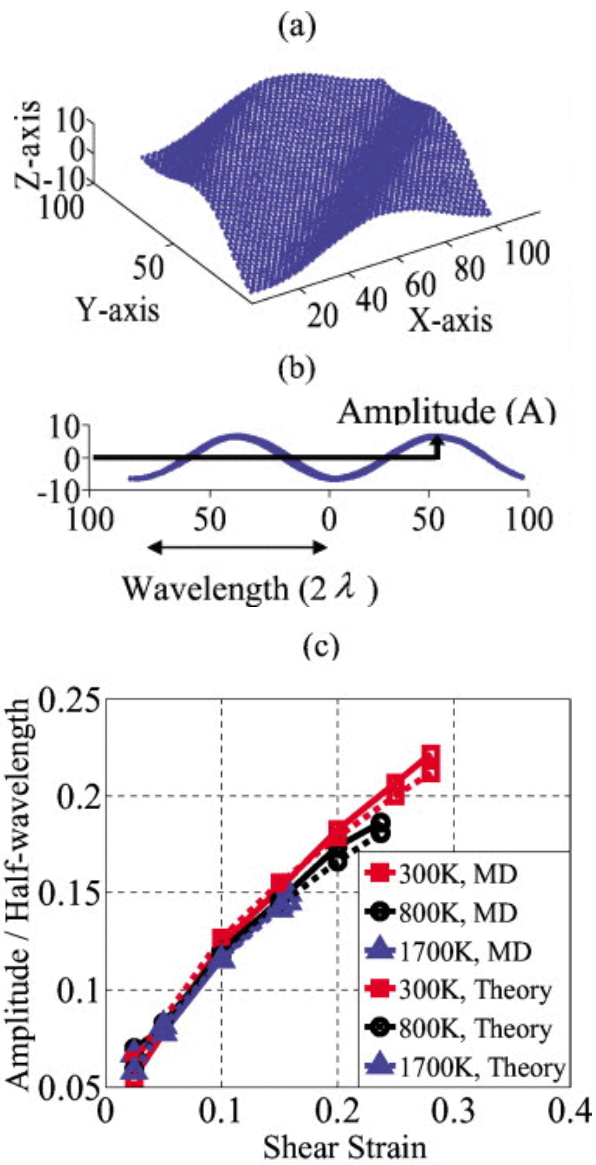 (a)
Z-axis
10
0
-10
100
50
Y-axis
20
40
60
80
100
X-axis
(b)
Amplitude (A)
10
0
-10
100
50
0
50
100
Wavelength (2λ)
(c)
Amplitude / Half-wavelength
0.25
0.2
0.15
0.1
0.05
300K, MD
800K, MD
1700K, MD
300K, Theory
800K, Theory
1700K, Theory
0
0.1
0.2
0.3
0.4
Shear Strain